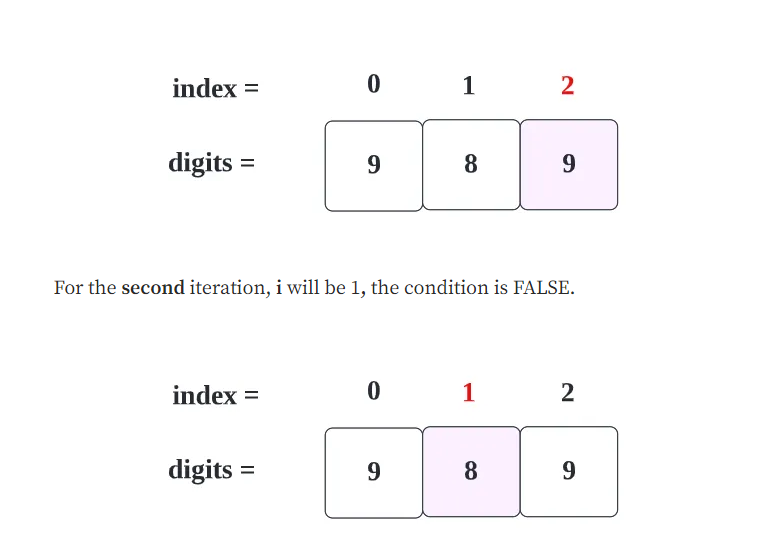 index = 0 1 2
digits = 9 8 9
For the second iteration, i will be 1, the condition is FALSE.
index = 0 1 2
digits = 9 8 9